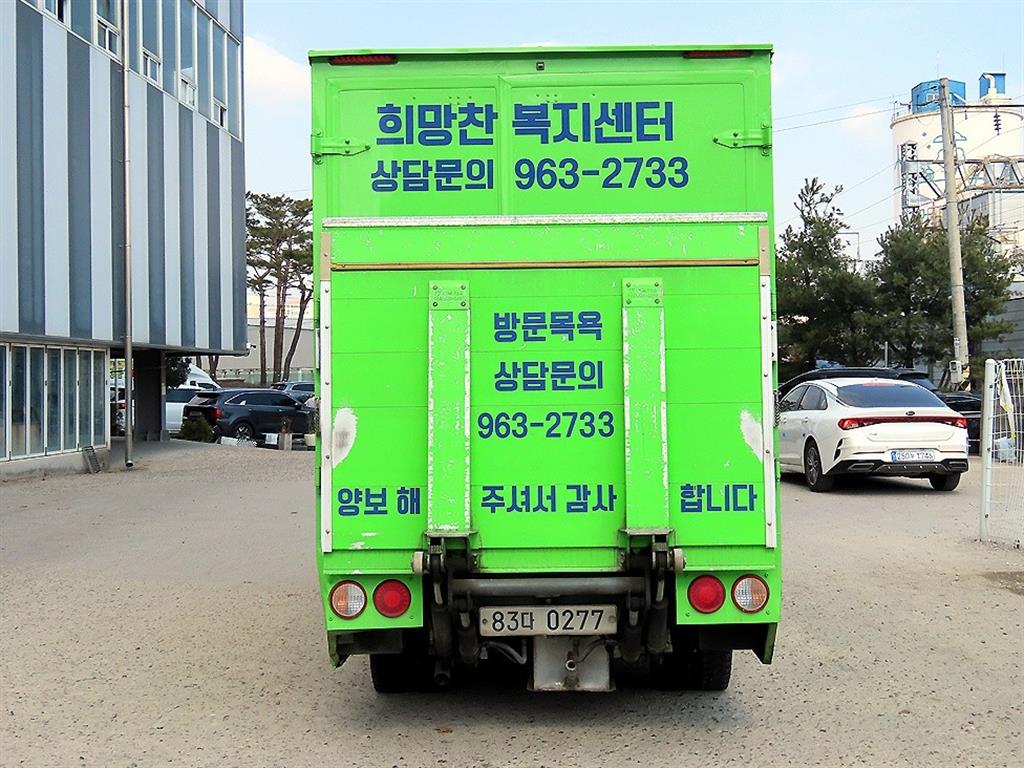 희망찬 복지센터
상담문의 963-2733
방문목욕
상담문의
963-2733
양보 해 주셔서 감사 합니다
83다 0277